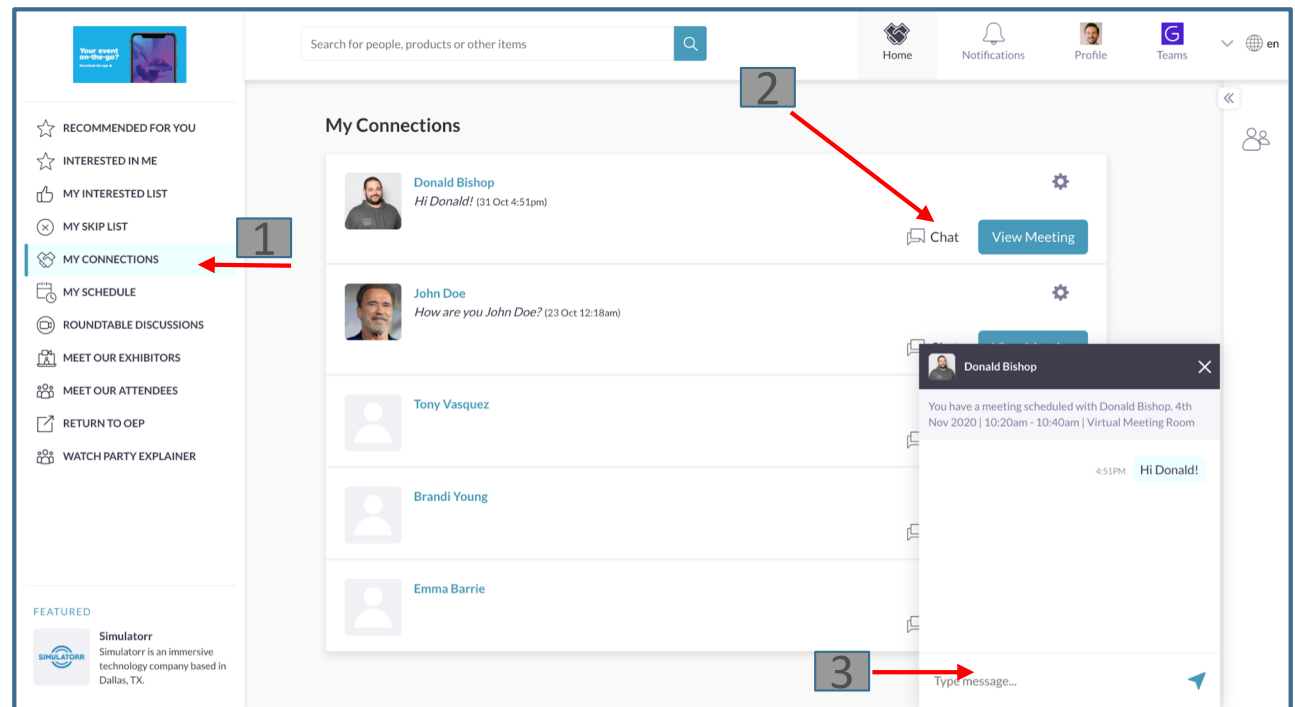 Your event
on-the-go?
Download the app
Search for people, products or other items
Home
Notifications
Profile
G
Teams
en
RECOMMENDED FOR YOU
INTERESTED IN ME
MY INTERESTED LIST
MY SKIP LIST
MY CONNECTIONS
MY SCHEDULE
ROUNDTABLE DISCUSSIONS
MEET OUR EXHIBITORS
MEET OUR ATTENDEES
RETURN TO OEP
WATCH PARTY EXPLAINER
1
2
My Connections
Donald Bishop
Hi Donald! (31 Oct 4:51pm)
Chat
View Meeting
John Doe
How are you John Doe? (23 Oct 12:18am)
Tony Vasquez
Brandi Young
Emma Barrie
Donald Bishop
You have a meeting scheduled with Donald Bishop. 4th
Nov 2020 | 10:20am - 10:40am | Virtual Meeting Room
4:51PM Hi Donald!
3
Type message...
FEATURED
SIMULATORR
Simulatorr
Simulatorr is an immersive
technology company based in
Dallas, TX.